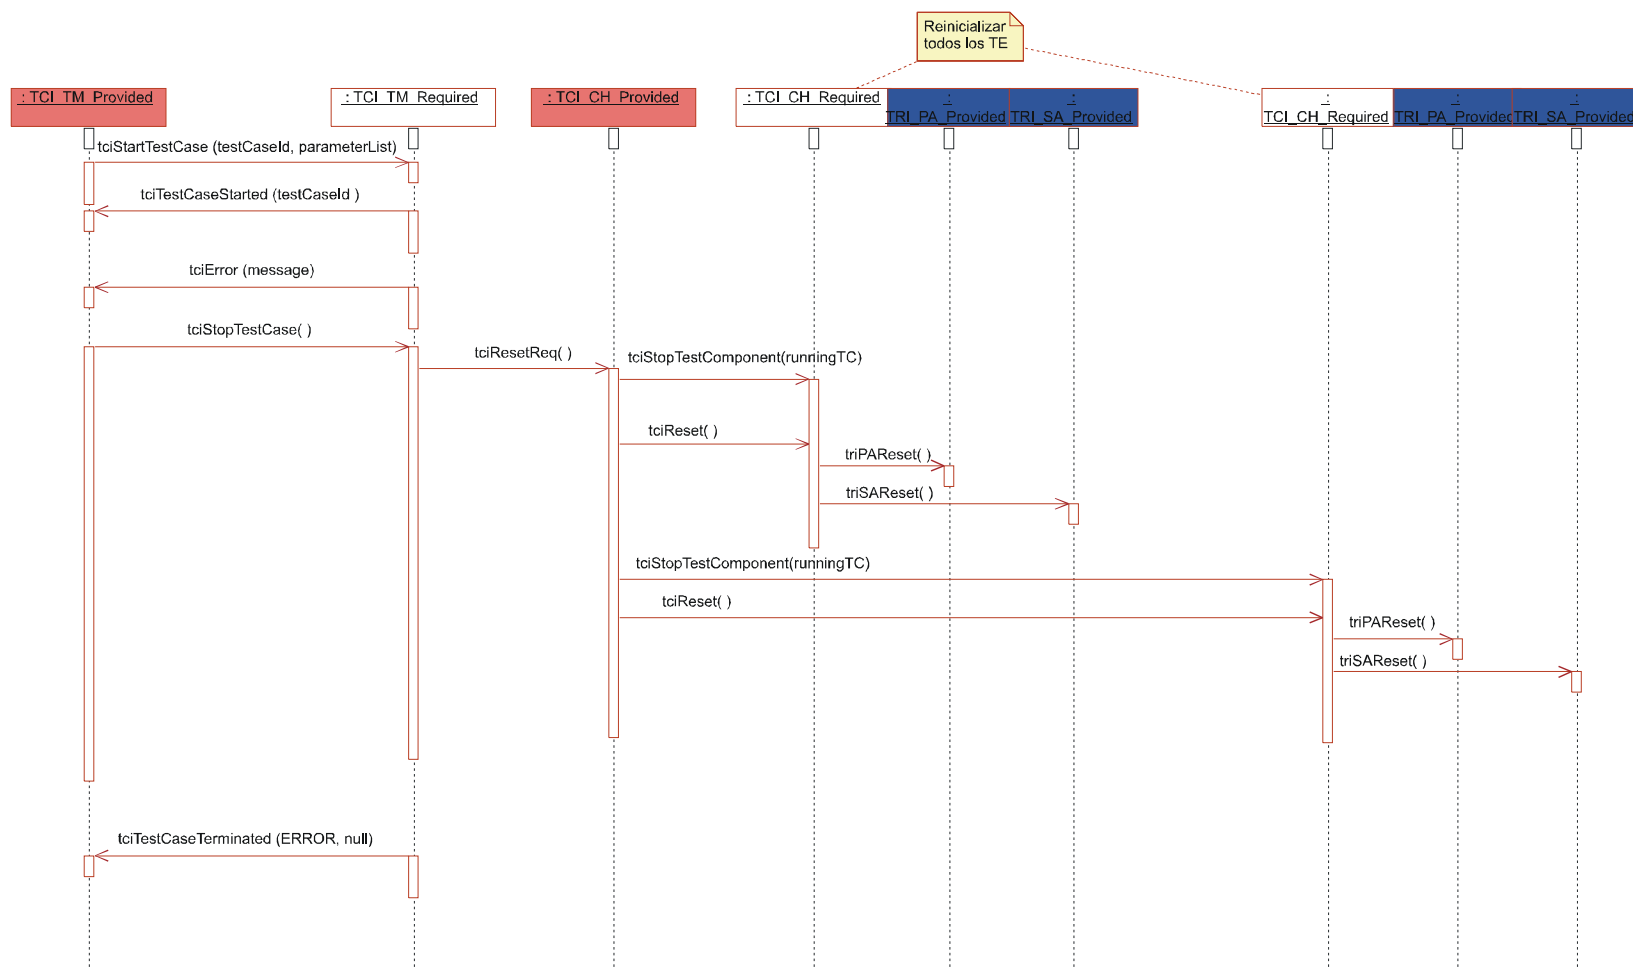 Reinicializar
todos los TE
: TCI_TM_Provided
: TCI_TM_Required
: TCI_CH_Provided
: TCI_CH_Required
:
TRI_PA_Provided
:
TRI_SA_Provided
:
TCI_CH_Required
:
TRI_PA_Provided
:
TRI_SA_Provided
tciStartTestCase (testCaseId, parameterList)
tciTestCaseStarted (testCaseId )
tciError (message)
tciStopTestCase( )
tciResetReq( )
tciStopTestComponent(runningTC)
tciReset( )
triPAReset( )
triSAReset( )
tciStopTestComponent(runningTC)
tciReset( )
triPAReset( )
triSAReset( )
tciTestCaseTerminated (ERROR, null)